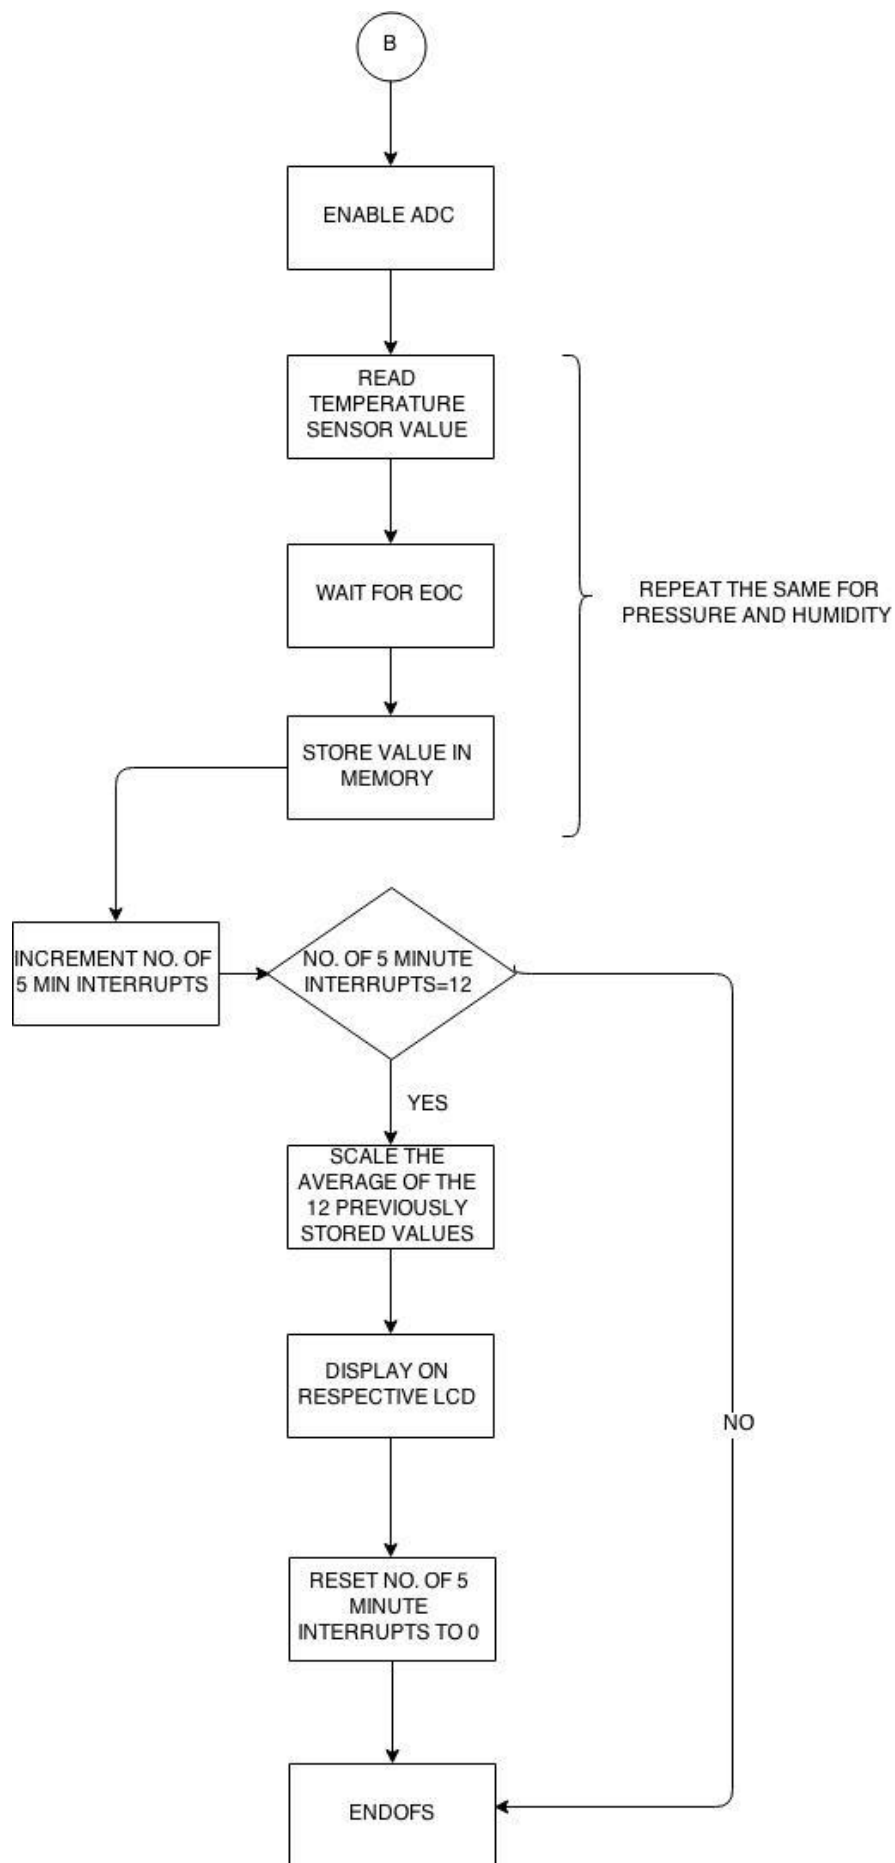 B
ENABLE ADC
READ
TEMPERATURE
SENSOR VALUE
WAIT FOR EOC
REPEAT THE SAME FOR
PRESSURE AND HUMIDITY
STORE VALUE IN
MEMORY
INCREMENT NO. OF
5 MIN INTERRUPTS
NO. OF 5 MINUTE
INTERRUPTS=12
YES
SCALE THE
AVERAGE OF THE
12 PREVIOUSLY
STORED VALUES
DISPLAY ON
RESPECTIVE LCD
NO
RESET NO. OF 5
MINUTE
INTERRUPTS TO 0
ENDOFS